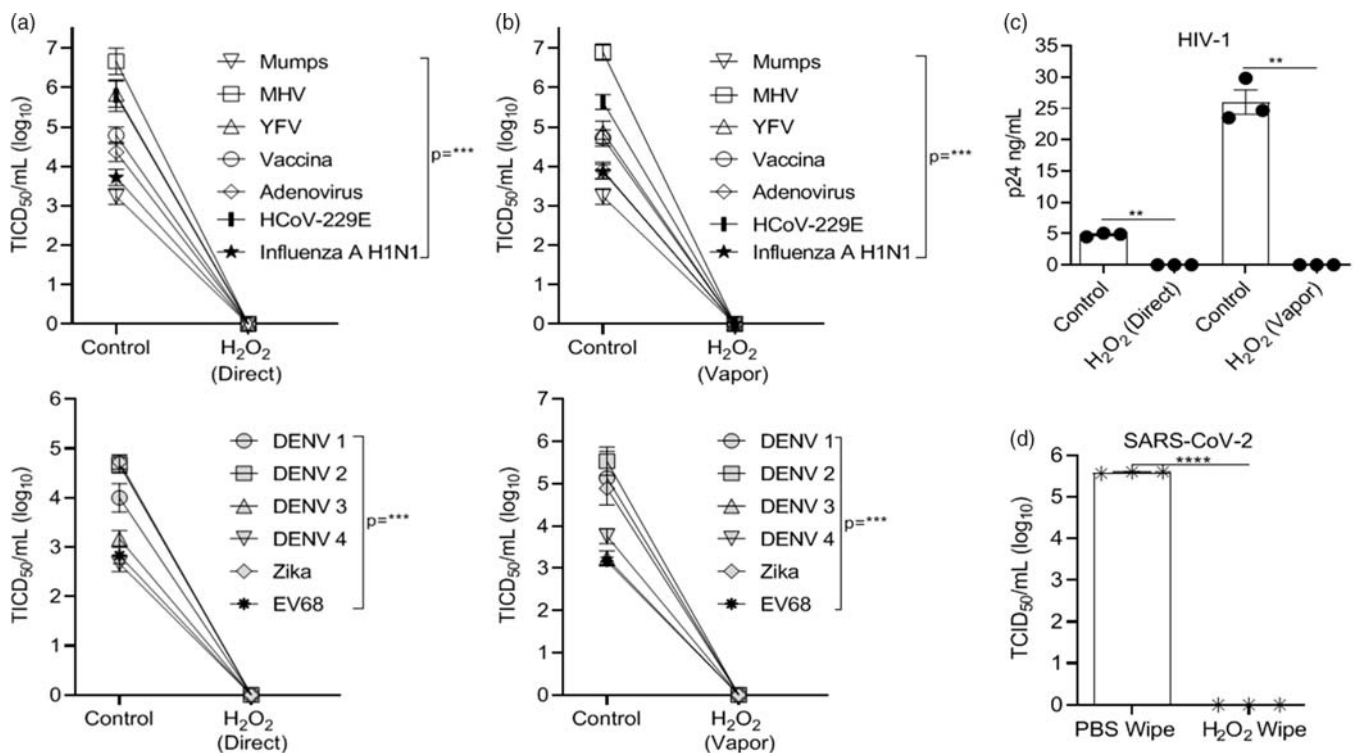 (a)
TICD50/mL (log10)
7
6
5
4
3
2
1
0
Control
H2O2
(Direct)
Mumps
MHV
YFV
Vaccina
Adenovirus
HCoV-229E
Influenza A H1N1
p=***
(b)
TICD50/mL (log10)
7
6
5
4
3
2
1
0
Control
H2O2
(Vapor)
Mumps
MHV
YFV
Vaccina
Adenovirus
HCoV-229E
Influenza A H1N1
p=***
(c)
HIV-1
p24 ng/mL
35
30
25
20
15
10
5
0
**
**
Control
H2O2 (Direct)
Control
H2O2 (Vapor)
TICD50/mL (log10)
6
5
4
3
2
1
0
Control
H2O2
(Direct)
DENV 1
DENV 2
DENV 3
DENV 4
Zika
EV68
p=***
TICD50/mL (log10)
7
6
5
4
3
2
1
0
Control
H2O2
(Vapor)
DENV 1
DENV 2
DENV 3
DENV 4
Zika
EV68
p=***
(d)
SARS-CoV-2
TCID50/mL (log10)
6
5
4
3
2
1
0
****
PBS Wipe
H2O2 Wipe